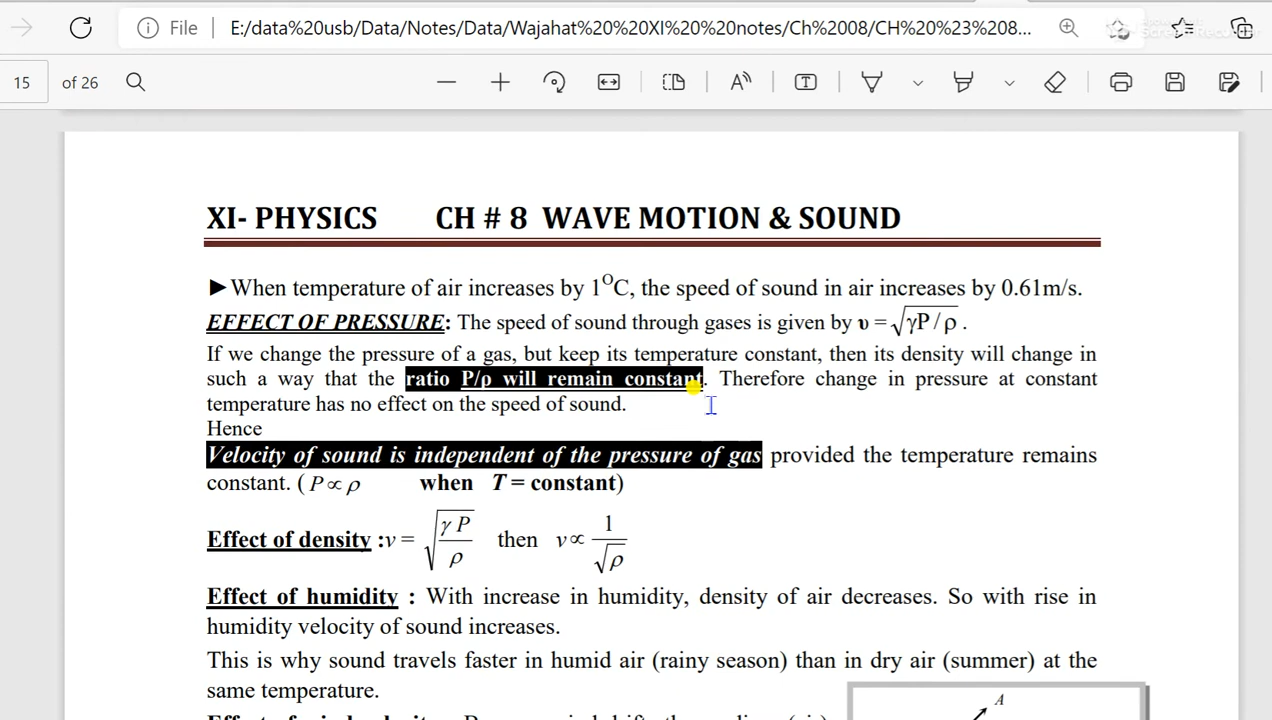 File E:/data%20usb/Data/Notes/Data/Wajahat%20%20XI%20%20notes/Ch%2008/CH%20%23%208...
15 of 26
XI- PHYSICS CH # 8 WAVE MOTION & SOUND
►When temperature of air increases by 1⁰C, the speed of sound in air increases by 0.61m/s.
EFFECT OF PRESSURE: The speed of sound through gases is given by υ = √γP/ρ .
If we change the pressure of a gas, but keep its temperature constant, then its density will change in
such a way that the ratio P/ρ will remain constant. Therefore change in pressure at constant
temperature has no effect on the speed of sound.
Hence
Velocity of sound is independent of the pressure of gas provided the temperature remains
constant. ( P ∝ ρ when T = constant)
Effect of density : v = √(γ P / ρ) then v ∝ 1/√ρ
Effect of humidity : With increase in humidity, density of air decreases. So with rise in
humidity velocity of sound increases.
This is why sound travels faster in humid air (rainy season) than in dry air (summer) at the
same temperature.
A